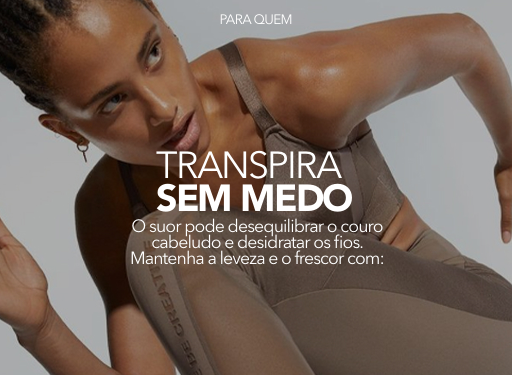 PARA QUEM
TRANSPIRA
SEM MEDO
O suor pode desequilibrar o couro
cabeludo e desidratar os fios.
Mantenha a leveza e o frescor com: